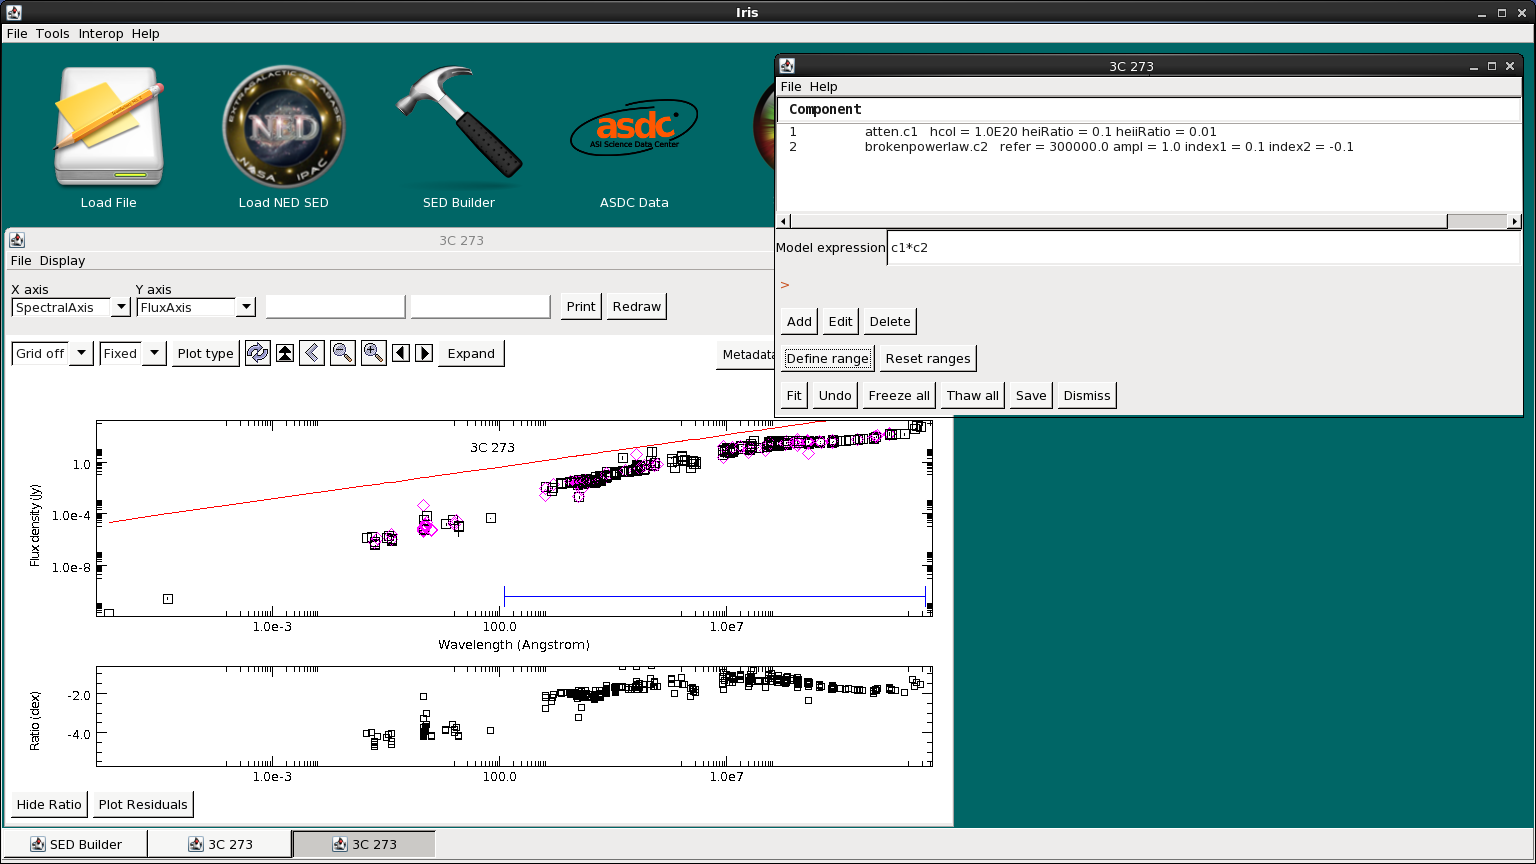 Iris
File Tools Interop Help
EXTRAGALACTIC DATABASE
NED
NASA IPAC
asdc
ASI Science Data Center
Load File
Load NED SED
SED Builder
ASDC Data
3C 273
File Help
Component
1 atten.c1 hcol = 1.0E20 heiRatio = 0.1 heiiRatio = 0.01
2 brokenpowerlaw.c2 refer = 300000.0 ampl = 1.0 index1 = 0.1 index2 = -0.1
Model expression c1*c2
>
Add Edit Delete
Define range Reset ranges
Fit Undo Freeze all Thaw all Save Dismiss
3C 273
File Display
X axis Y axis
SpectralAxis FluxAxis Print Redraw
Grid off Fixed Plot type Expand Metadata
3C 273
Flux density (Jy)
1.0
1.0e-4
1.0e-8
1.0e-3 100.0 1.0e7
Wavelength (Angstrom)
Ratio (dex)
-2.0
-4.0
1.0e-3 100.0 1.0e7
Hide Ratio Plot Residuals
SED Builder 3C 273 3C 273